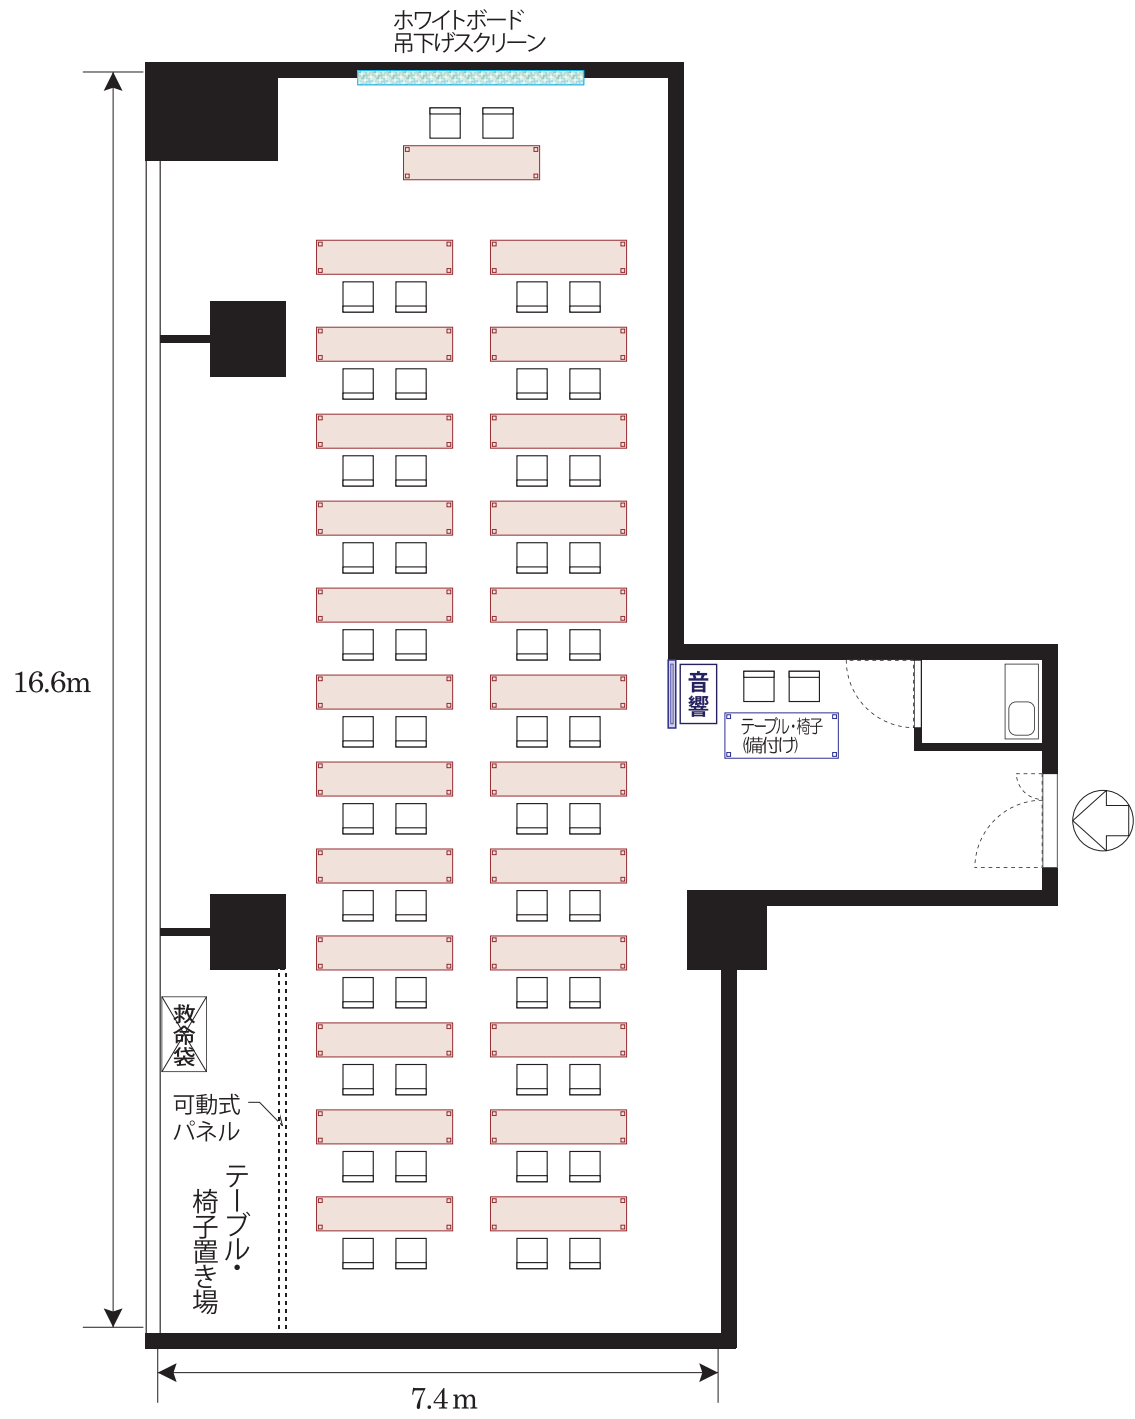 ホワイトボード
吊下げスクリーン
16.6m
音響
テーブル・椅子
(備付け)
救命袋
可動式
パネル
テーブル・
椅子置き場
7.4m